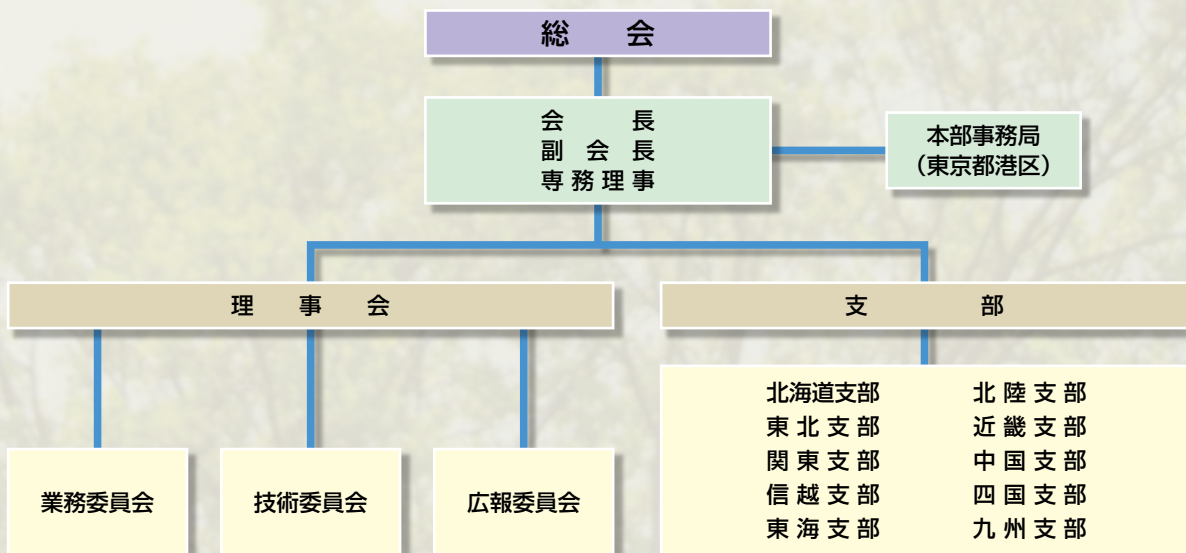 総会
会長
副会長
専務理事
本部事務局
（東京都港区）
理事会
業務委員会
技術委員会
広報委員会
支部
北海道支部
東北支部
関東支部
信越支部
東海支部
北陸支部
近畿支部
中国支部
四国支部
九州支部